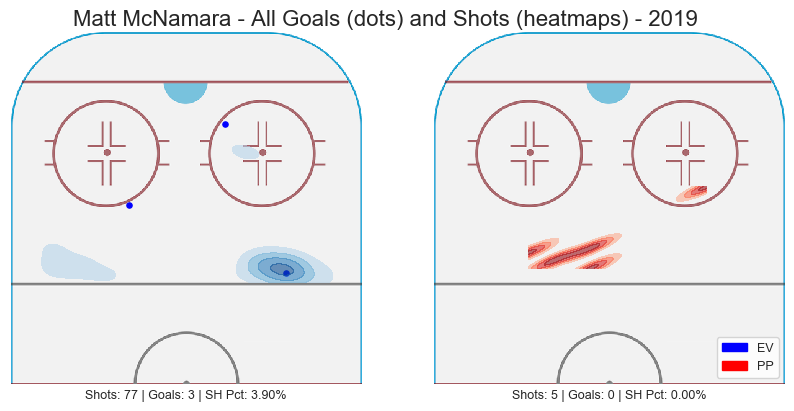 Matt McNamara - All Goals (dots) and Shots (heatmaps) - 2019
EV
PP
Shots: 77 | Goals: 3 | SH Pct: 3.90%
Shots: 5 | Goals: 0 | SH Pct: 0.00%